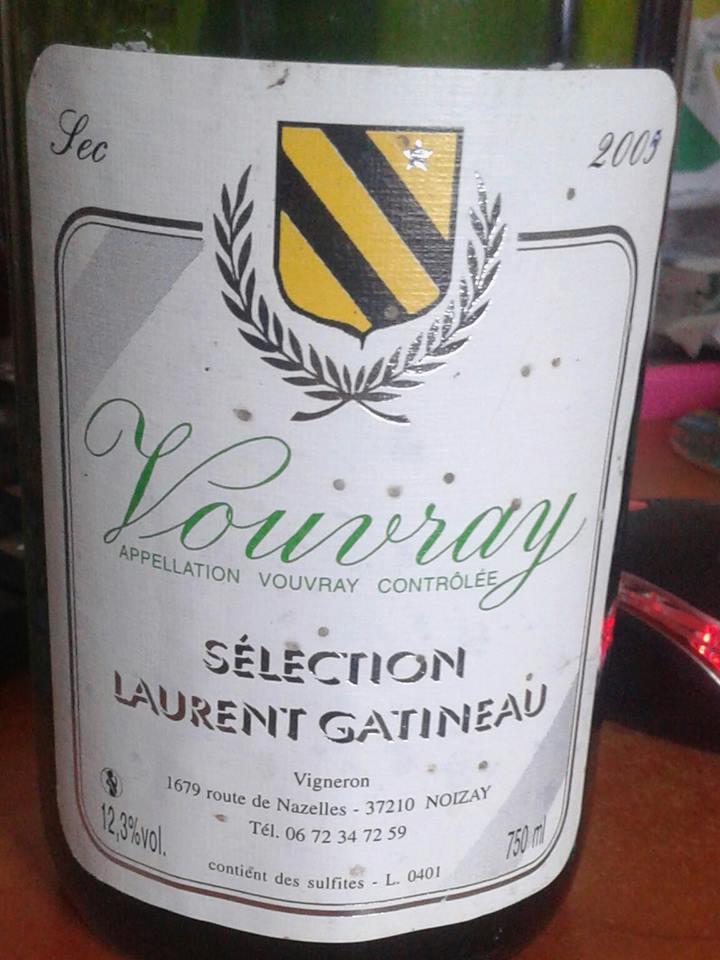 Sec
Vouvray
APPELLATION VOUVRAY CONTRÔLÉE
SÉLECTION
LAURENT GATINEAU
Vigneron
1679 route de Nazelles - 37210 NOIZAY
Tél. 06 72 34 72 59
12,3%vol.
750 ml
contient des sulfites - L. 0401